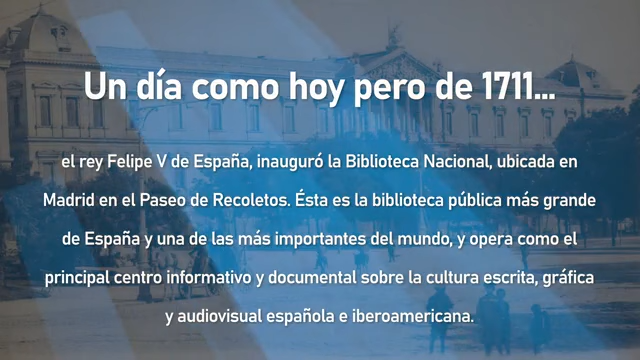 Un día como hoy pero de 1711...
el rey Felipe V de España, inauguró la Biblioteca Nacional, ubicada en
Madrid en el Paseo de Recoletos. Ésta es la biblioteca pública más grande
de España y una de las más importantes del mundo, y opera como el
principal centro informativo y documental sobre la cultura escrita, gráfica
y audiovisual española e iberoamericana.